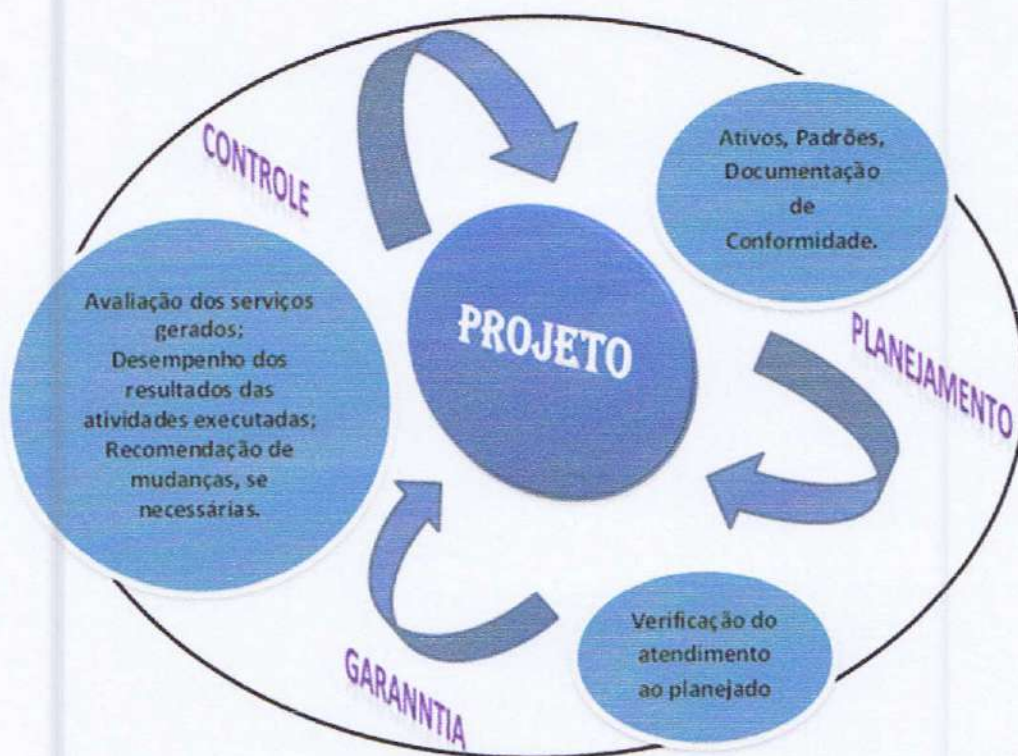 CONTROLE
Ativos, Padrões,
Documentação
de
Conformidade.
PROJETO
PLANEJAMENTO
Avaliação dos serviços
gerados;
Desempenho dos
resultados das
atividades executadas;
Recomendação de
mudanças, se
necessárias.
Verificação do
atendimento
ao planejado
GARANNTIA